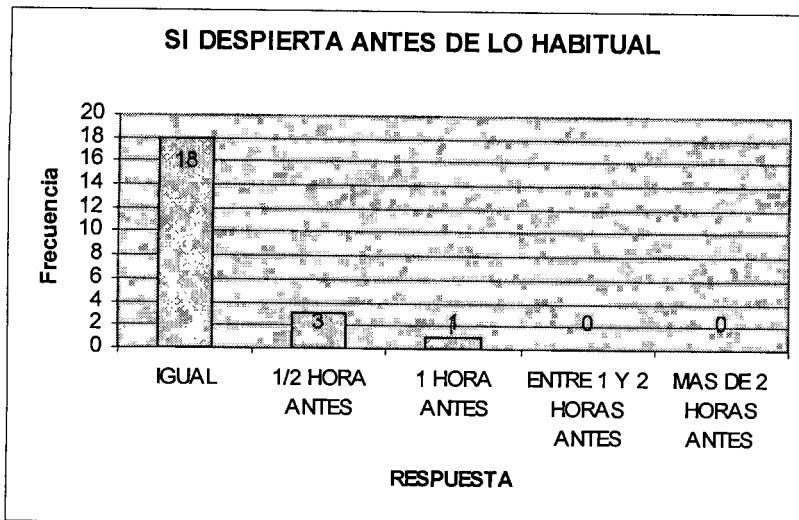 SI DESPIERTA ANTES DE LO HABITUAL
Frecuencia
20
18
16
14
12
10
8
6
4
2
0
18
3
1
0
0
IGUAL
1/2 HORA
ANTES
1 HORA
ANTES
ENTRE 1 Y 2
HORAS
ANTES
MAS DE 2
HORAS
ANTES
RESPUESTA